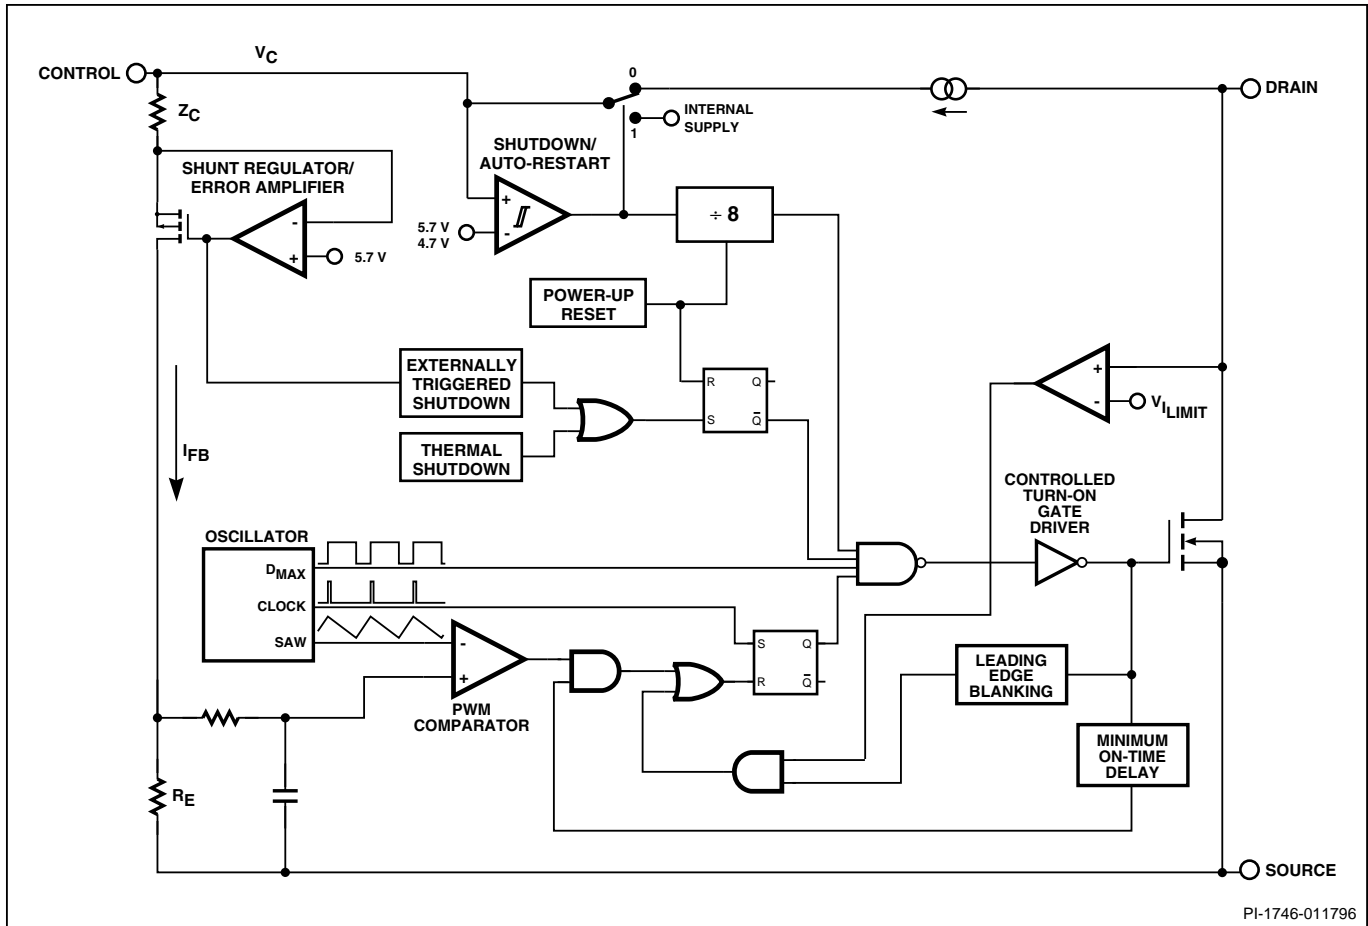 V_C
CONTROL
0
DRAIN
Z_C
INTERNAL
SUPPLY
1
SHUTDOWN/
AUTO-RESTART
SHUNT REGULATOR/
ERROR AMPLIFIER
+
-
5.7 V
4.7 V
÷ 8
-
+
5.7 V
POWER-UP
RESET
EXTERNALLY
TRIGGERED
SHUTDOWN
R
Q
S
Q̅
+
-
V_I_LIMIT
THERMAL
SHUTDOWN
I_FB
CONTROLLED
TURN-ON
GATE
DRIVER
OSCILLATOR
D_MAX
CLOCK
SAW
-
+
PWM
COMPARATOR
S
Q
R
Q̅
LEADING
EDGE
BLANKING
MINIMUM
ON-TIME
DELAY
R_E
SOURCE
PI-1746-011796